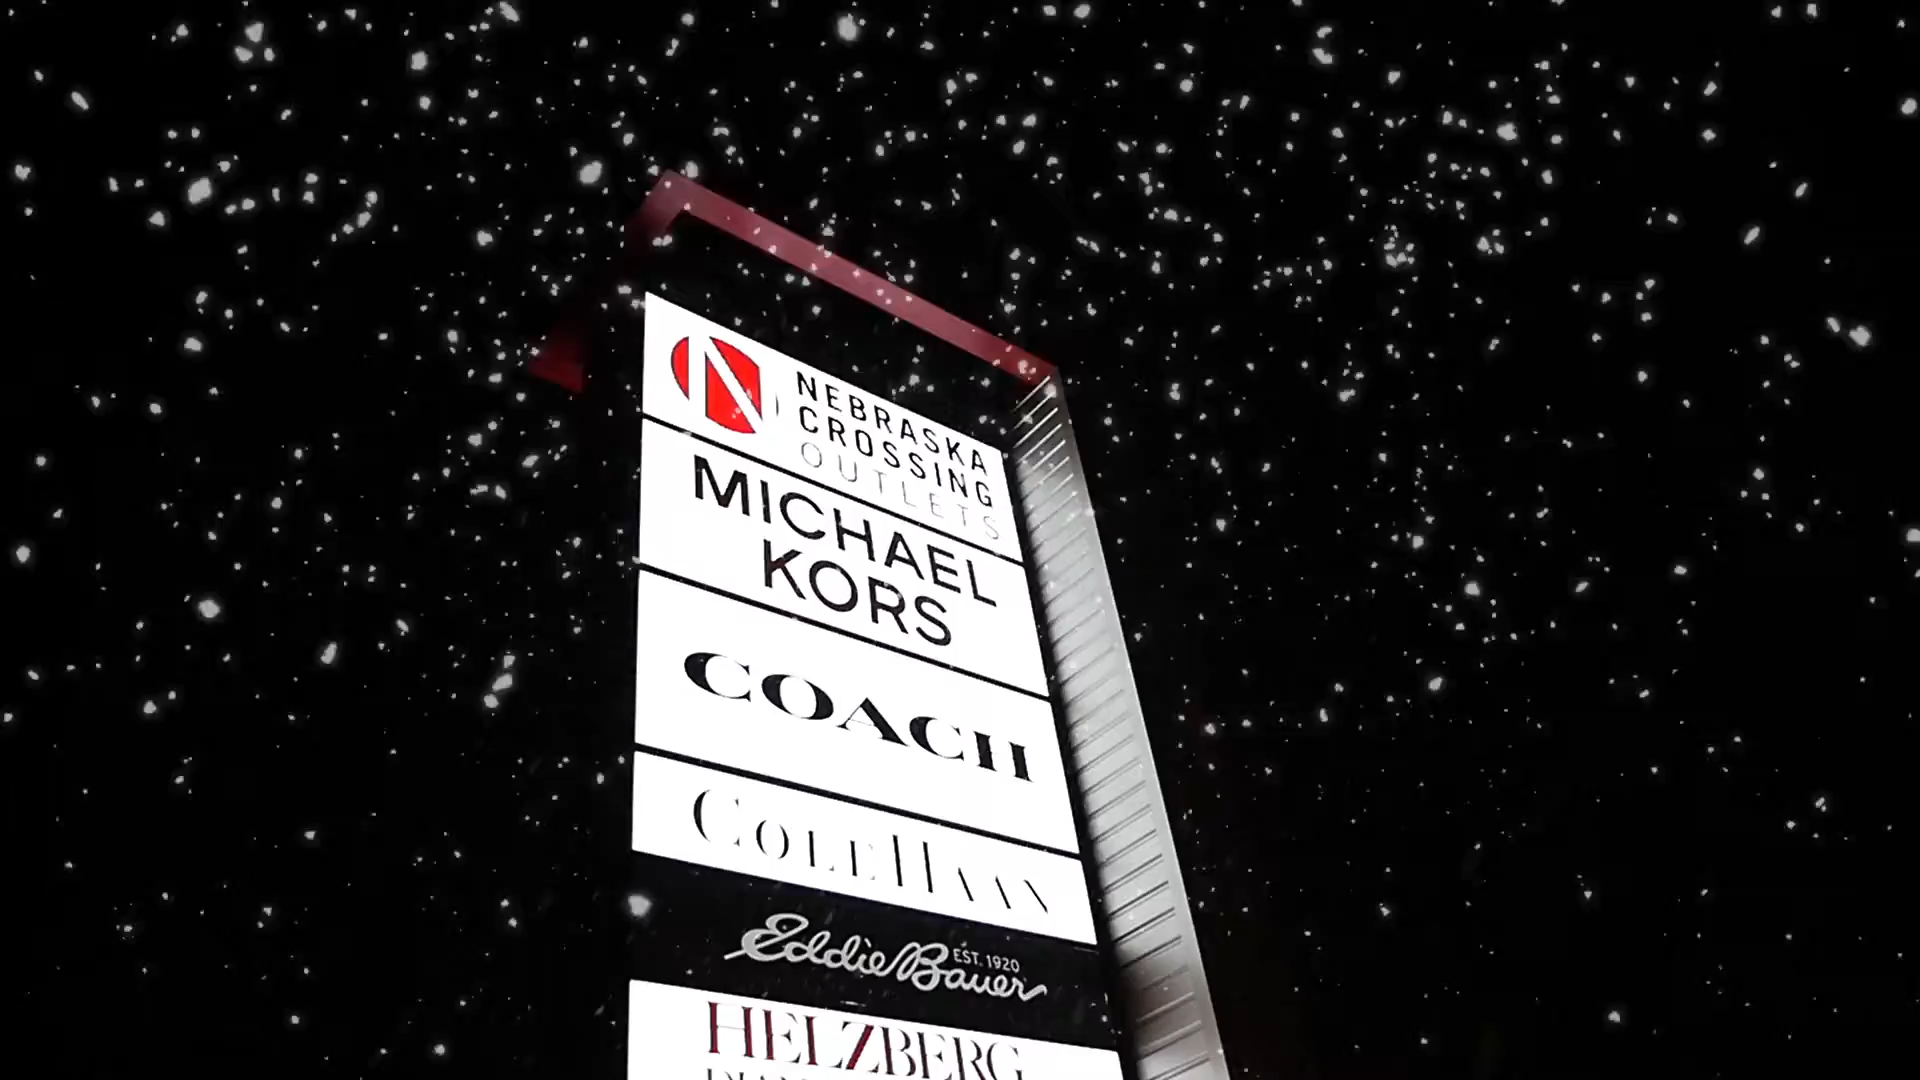 NEBRASKA
CROSSING
OUTLETS
MICHAEL
KORS
COACH
COLE HAAN
Eddie Bauer
EST. 1920
HELZBERG